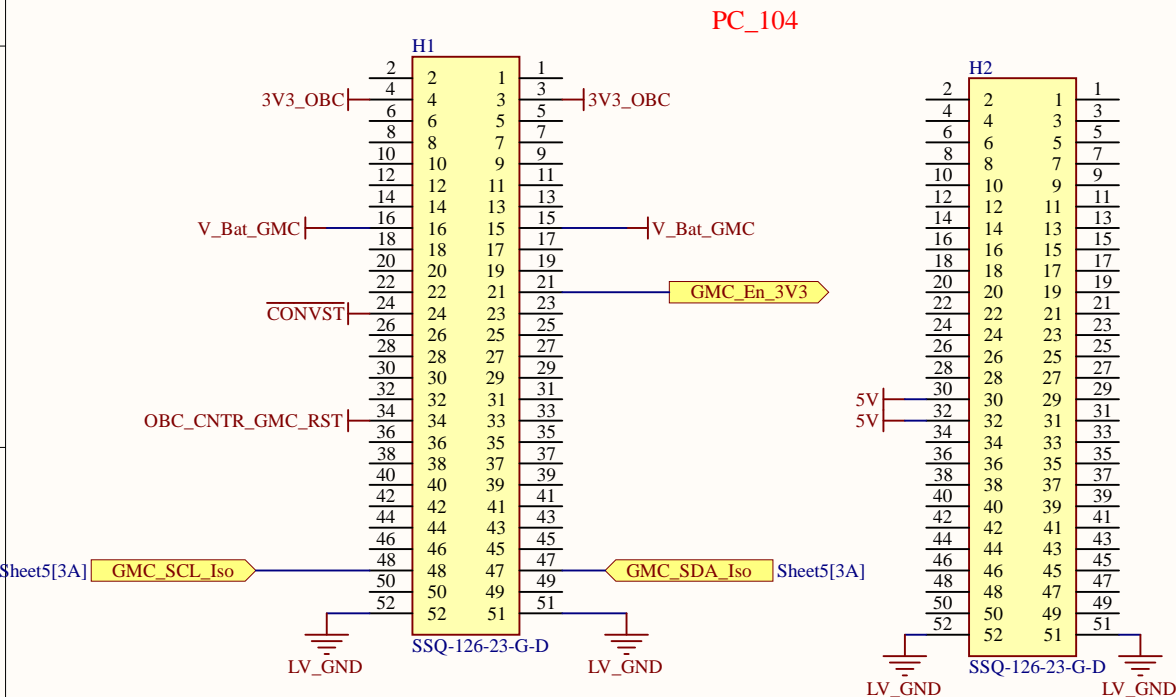 PC_104
H1
2 2 1 1
3V3_OBC 4 4 3 3 3V3_OBC
6 6 5 5
8 8 7 7
10 10 9 9
12 12 11 11
14 14 13 13
V_Bat_GMC 16 16 15 15 V_Bat_GMC
18 18 17 17
20 20 19 19
22 22 21 21 GMC_En_3V3
CONVST 24 24 23 23
26 26 25 25
28 28 27 27
30 30 29 29
32 32 31 31
OBC_CNTR_GMC_RST 34 34 33 33
36 36 35 35
38 38 37 37
40 40 39 39
42 42 41 41
44 44 43 43
46 46 45 45
Sheet5[3A] GMC_SCL_Iso 48 48 47 47 GMC_SDA_Iso Sheet5[3A]
50 50 49 49
52 52 51 51
LV_GND
SSQ-126-23-G-D
LV_GND
H2
2 2 1 1
4 4 3 3
6 6 5 5
8 8 7 7
10 10 9 9
12 12 11 11
14 14 13 13
16 16 15 15
18 18 17 17
20 20 19 19
22 22 21 21
24 24 23 23
26 26 25 25
28 28 27 27
5V 30 30 29 29
5V 32 32 31 31
34 34 33 33
36 36 35 35
38 38 37 37
40 40 39 39
42 42 41 41
44 44 43 43
46 46 45 45
48 48 47 47
50 50 49 49
52 52 51 51
LV_GND
SSQ-126-23-G-D
LV_GND